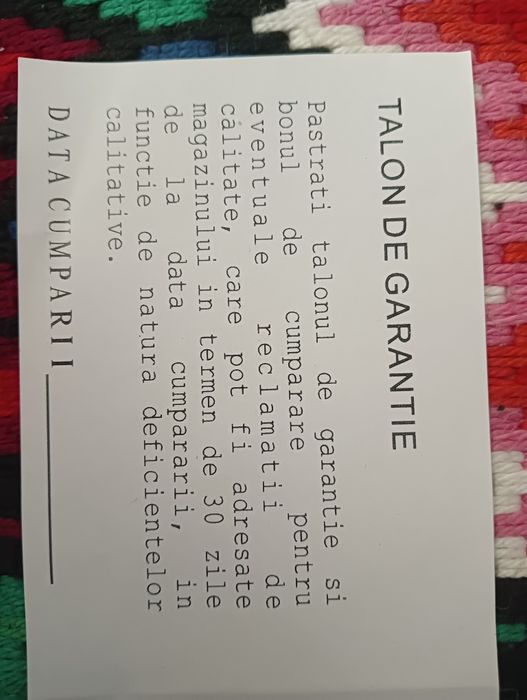 TALON DE GARANTIE
Pastrati talonul de garantie si
bonul de cumparare pentru
eventuale reclamatii de
calitate, care pot fi adresate
magazinului in termen de 30 zile
de la data cumpararii, in
functie de natura deficientelor
calitative.
DATA CUMPARII